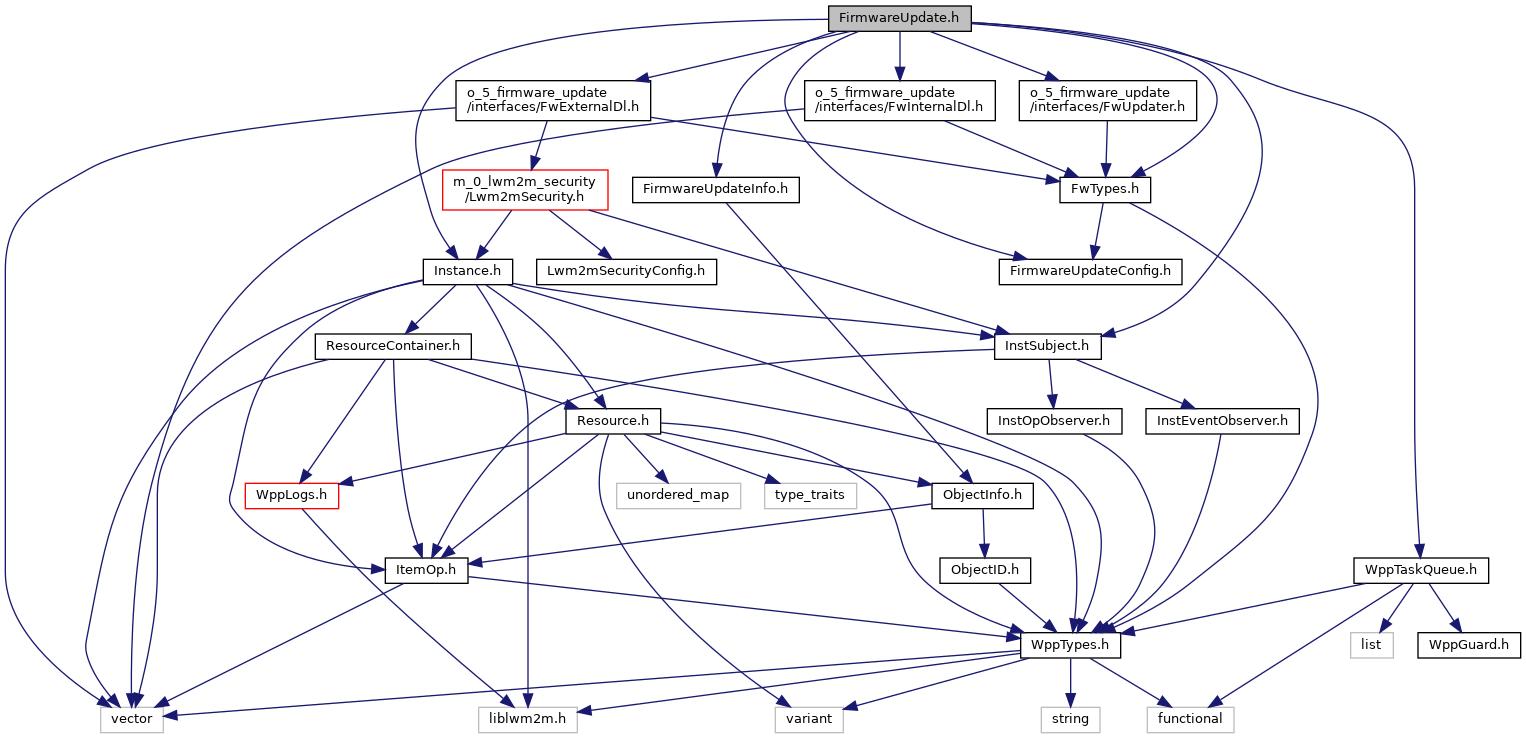 FirmwareUpdate.h
o_5_firmware_update
/interfaces/FwExternalDl.h
o_5_firmware_update
/interfaces/FwInternalDl.h
o_5_firmware_update
/interfaces/FwUpdater.h
m_0_lwm2m_security
/Lwm2mSecurity.h
FirmwareUpdateInfo.h
FwTypes.h
Instance.h
Lwm2mSecurityConfig.h
FirmwareUpdateConfig.h
ResourceContainer.h
InstSubject.h
Resource.h
InstOpObserver.h
InstEventObserver.h
WppLogs.h
unordered_map
type_traits
ObjectInfo.h
ItemOp.h
ObjectID.h
WppTaskQueue.h
WppTypes.h
list
WppGuard.h
vector
liblwm2m.h
variant
string
functional